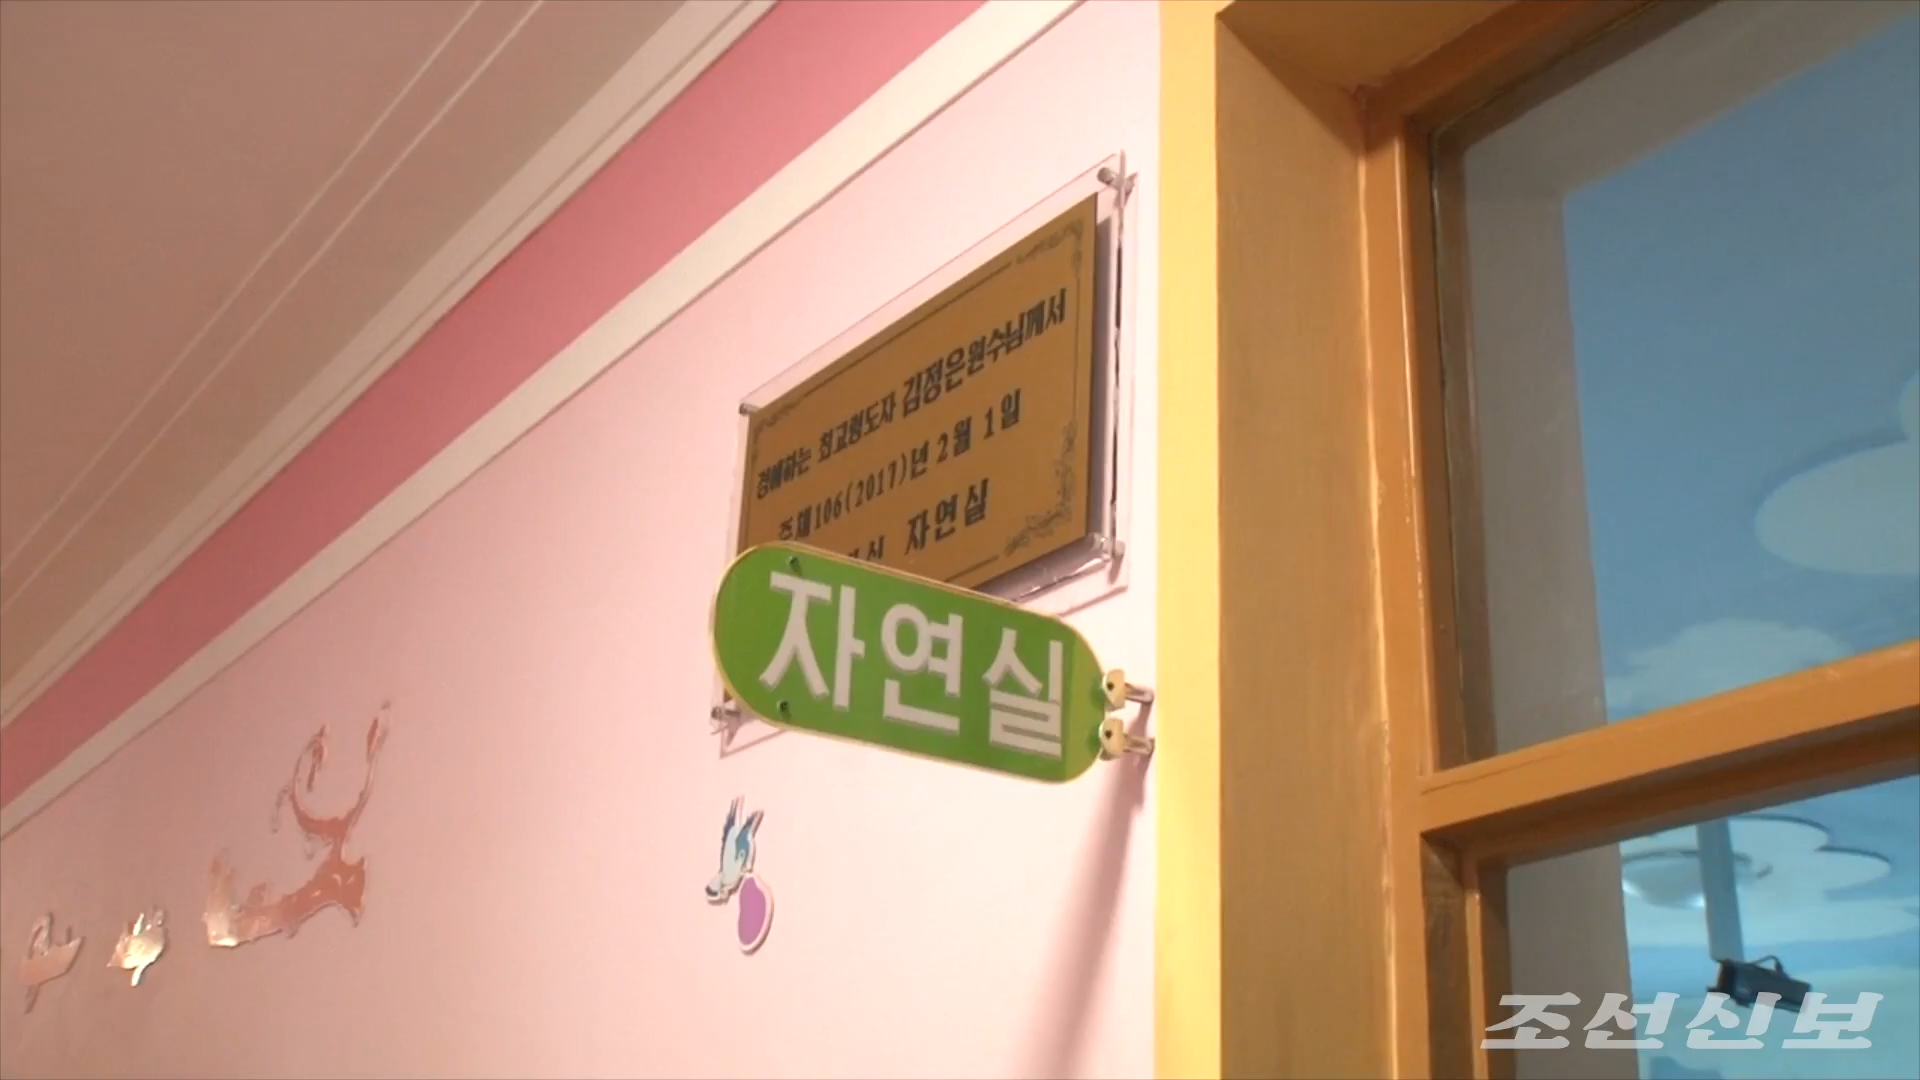 경애하는 최고령도자 김정은원수님께서
주체106(2017)년 2월 1일
자연실
자연실
조선신보